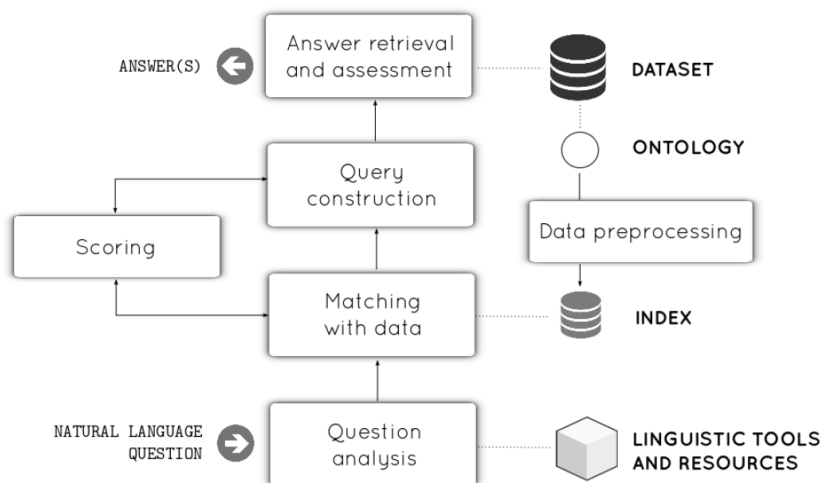 Answer retrieval
and assessment
ANSWER(S)
DATASET
ONTOLOGY
Query
construction
Scoring
Data preprocessing
Matching
with data
INDEX
NATURAL LANGUAGE
QUESTION
Question
analysis
LINGUISTIC TOOLS
AND RESOURCES